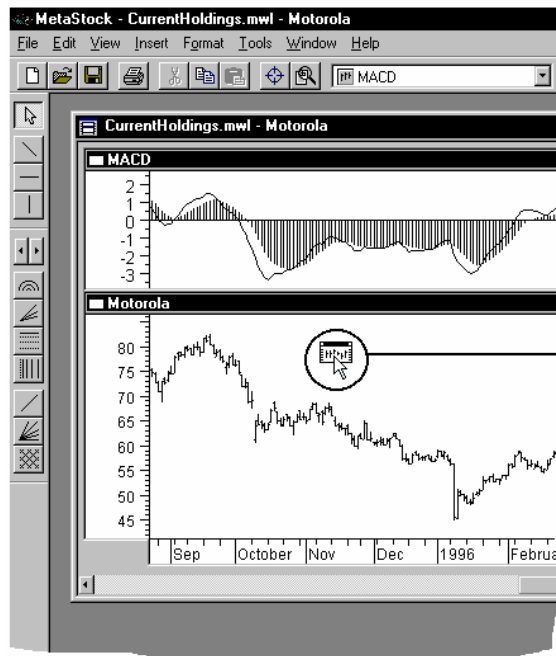 MetaStock - CurrentHoldings.mwl - Motorola
File Edit View Insert Format Tools Window Help
MACD
CurrentHoldings.mwl - Motorola
MACD
2
1
0
-1
-2
-3
Motorola
80
75
70
65
60
55
50
45
Sep October Nov Dec 1996 Februa